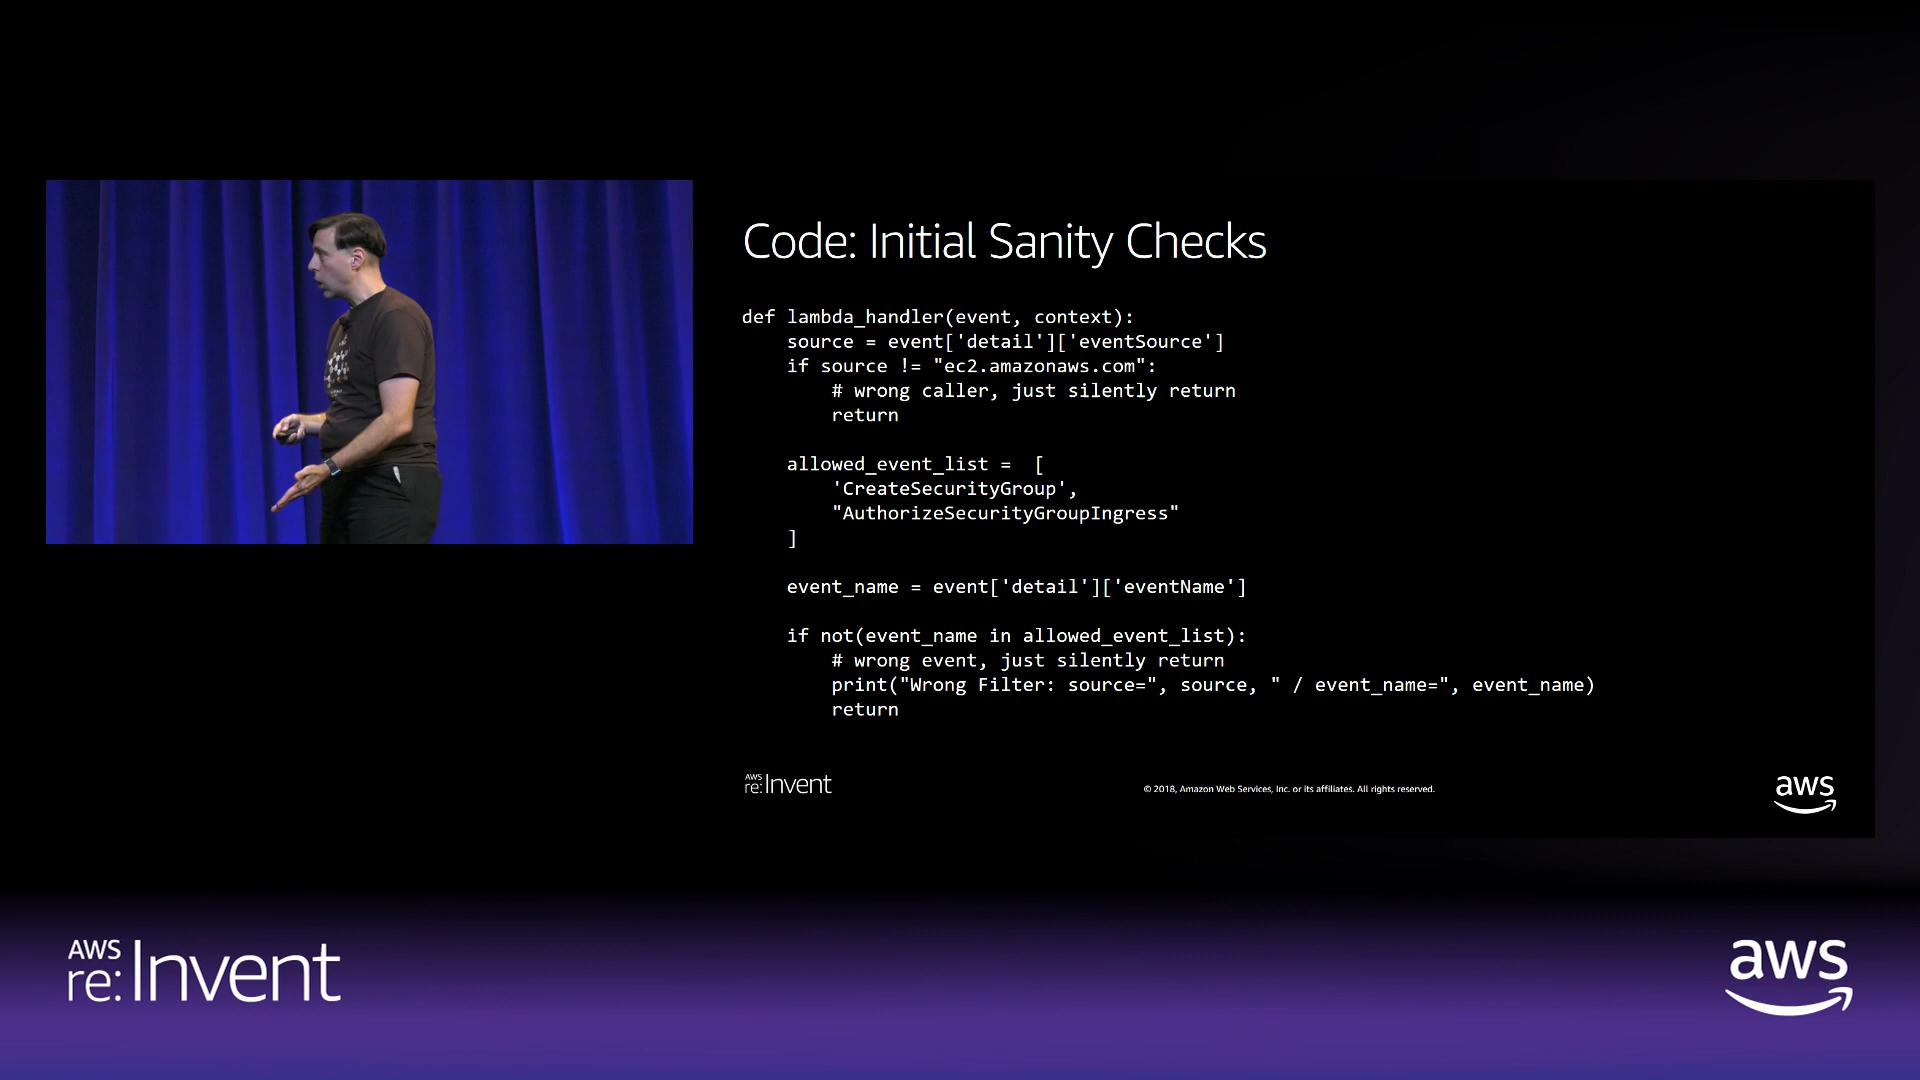 Code: Initial Sanity Checks
def lambda_handler(event, context):
    source = event['detail']['eventSource']
    if source != "ec2.amazonaws.com":
        # wrong caller, just silently return
        return
    allowed_event_list =  [
        'CreateSecurityGroup',
        "AuthorizeSecurityGroupIngress"
    ]
    event_name = event['detail']['eventName']
    if not(event_name in allowed_event_list):
        # wrong event, just silently return
        print("Wrong Filter: source=", source, " / event_name=", event_name)
        return
AWS
re:Invent
© 2018, Amazon Web Services, Inc. or its affiliates. All rights reserved.
aws
AWS
re:Invent
aws